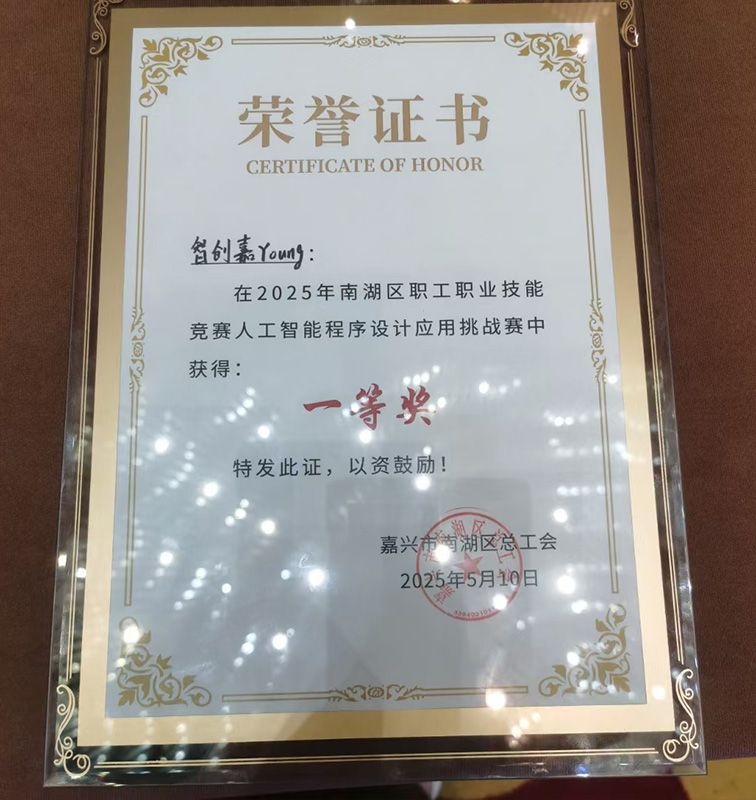 荣誉证书
CERTIFICATE OF HONOR
智创嘉Young：
在2025年南湖区职工职业技能
竞赛人工智能程序设计应用挑战赛中
获得：
一等奖
特发此证，以资鼓励！
嘉兴市南湖区总工会
2025年5月10日